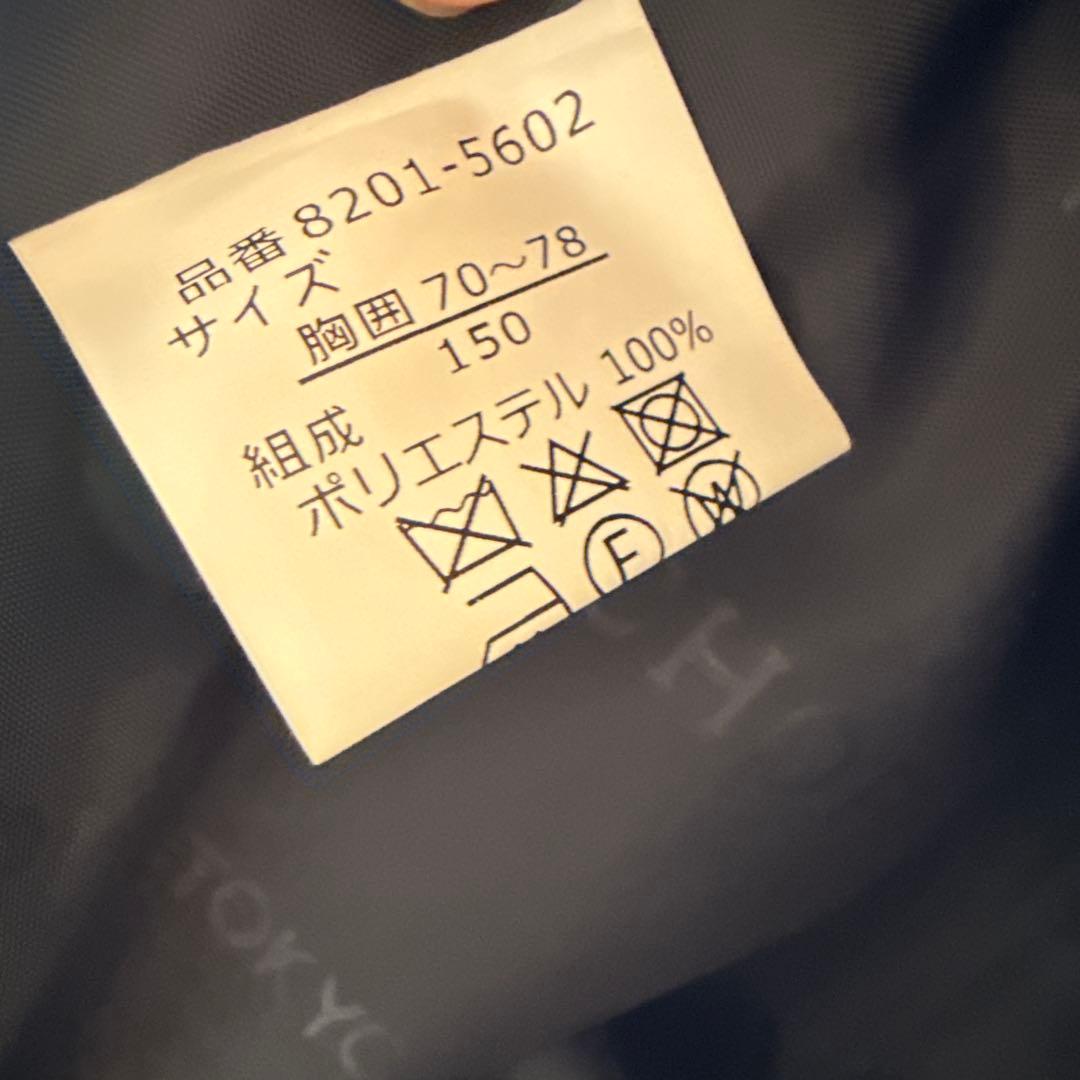 品番 8201-5602
サイズ
胸囲 70～78
150
組成
ポリエステル 100%
F
W
TOKYO